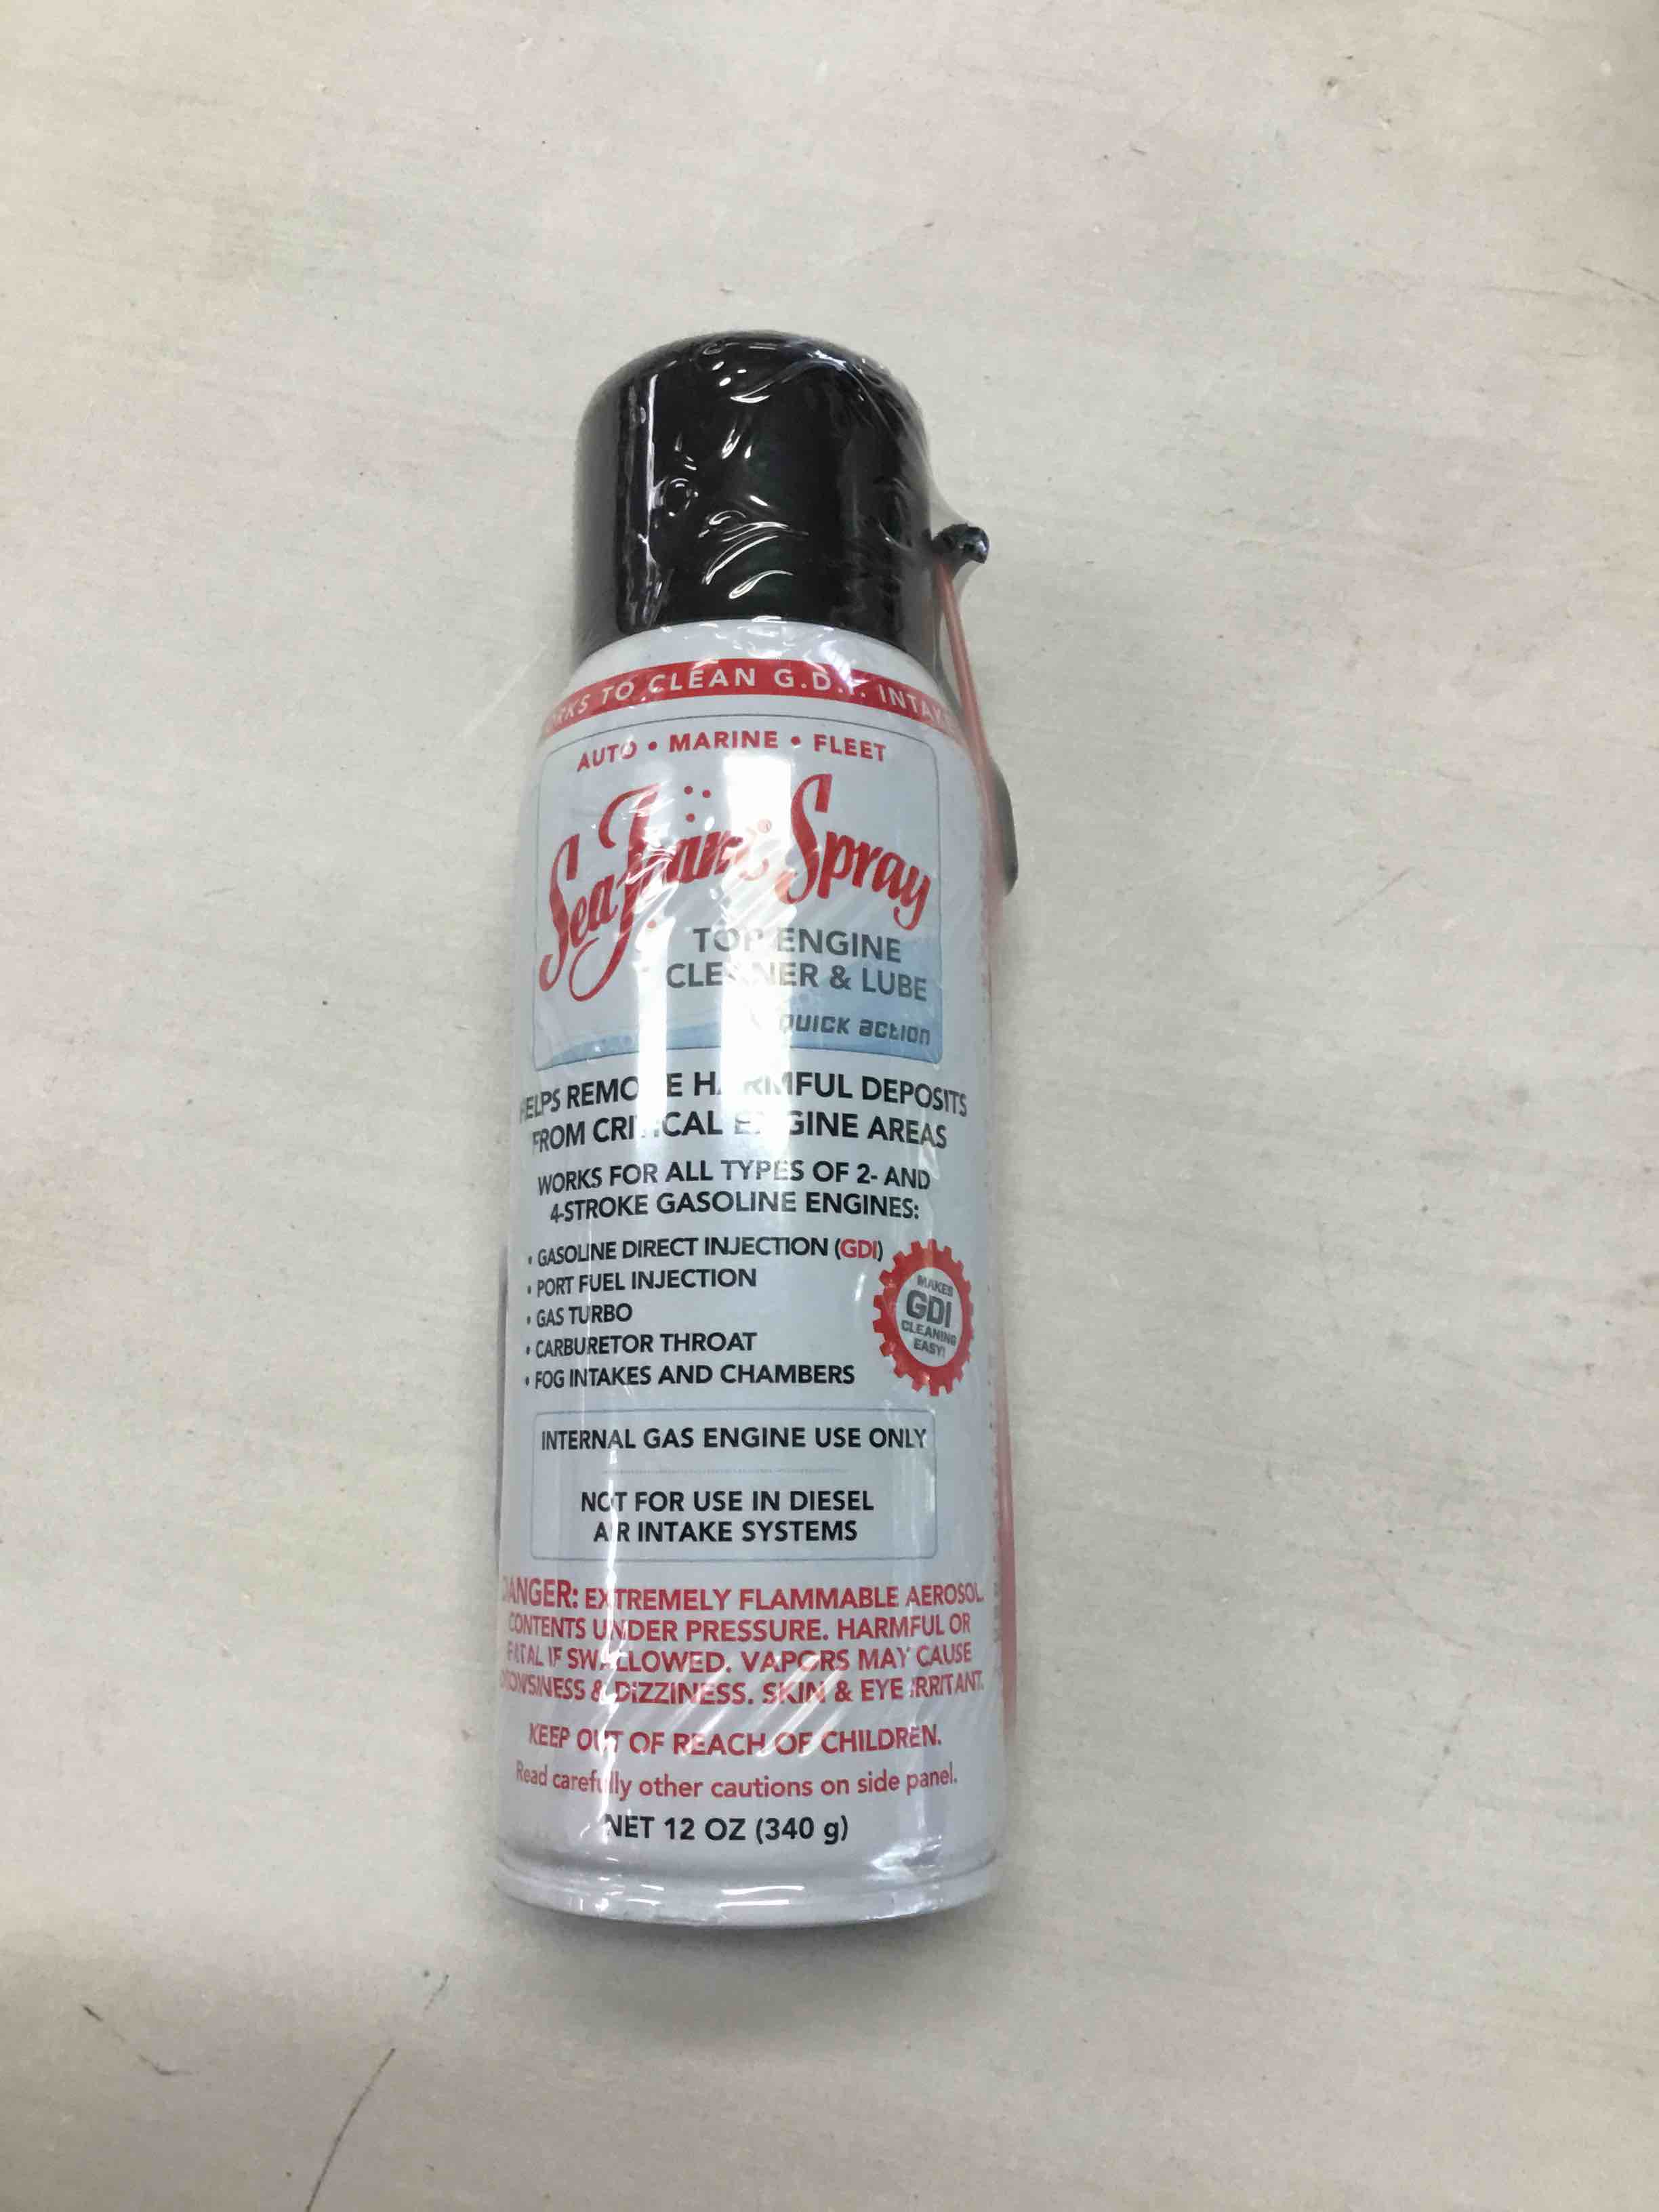 RKS TO CLEAN G.D.I. INTAK
AUTO • MARINE • FLEET
Sea Foam® Spray
TOP ENGINE
CLEANER & LUBE
QUICK action
HELPS REMOVE HARMFUL DEPOSITS
FROM CRITICAL ENGINE AREAS
WORKS FOR ALL TYPES OF 2- AND
4-STROKE GASOLINE ENGINES:
• GASOLINE DIRECT INJECTION (GDI)
• PORT FUEL INJECTION
• GAS TURBO
• CARBURETOR THROAT
• FOG INTAKES AND CHAMBERS
MAKES
GDI
CLEANING
EASY!
INTERNAL GAS ENGINE USE ONLY
NOT FOR USE IN DIESEL
AIR INTAKE SYSTEMS
DANGER: EXTREMELY FLAMMABLE AEROSOL.
CONTENTS UNDER PRESSURE. HARMFUL OR
FATAL IF SWALLOWED. VAPORS MAY CAUSE
DROWSINESS & DIZZINESS. SKIN & EYE IRRITANT.
KEEP OUT OF REACH OF CHILDREN.
Read carefully other cautions on side panel.
NET 12 OZ (340 g)